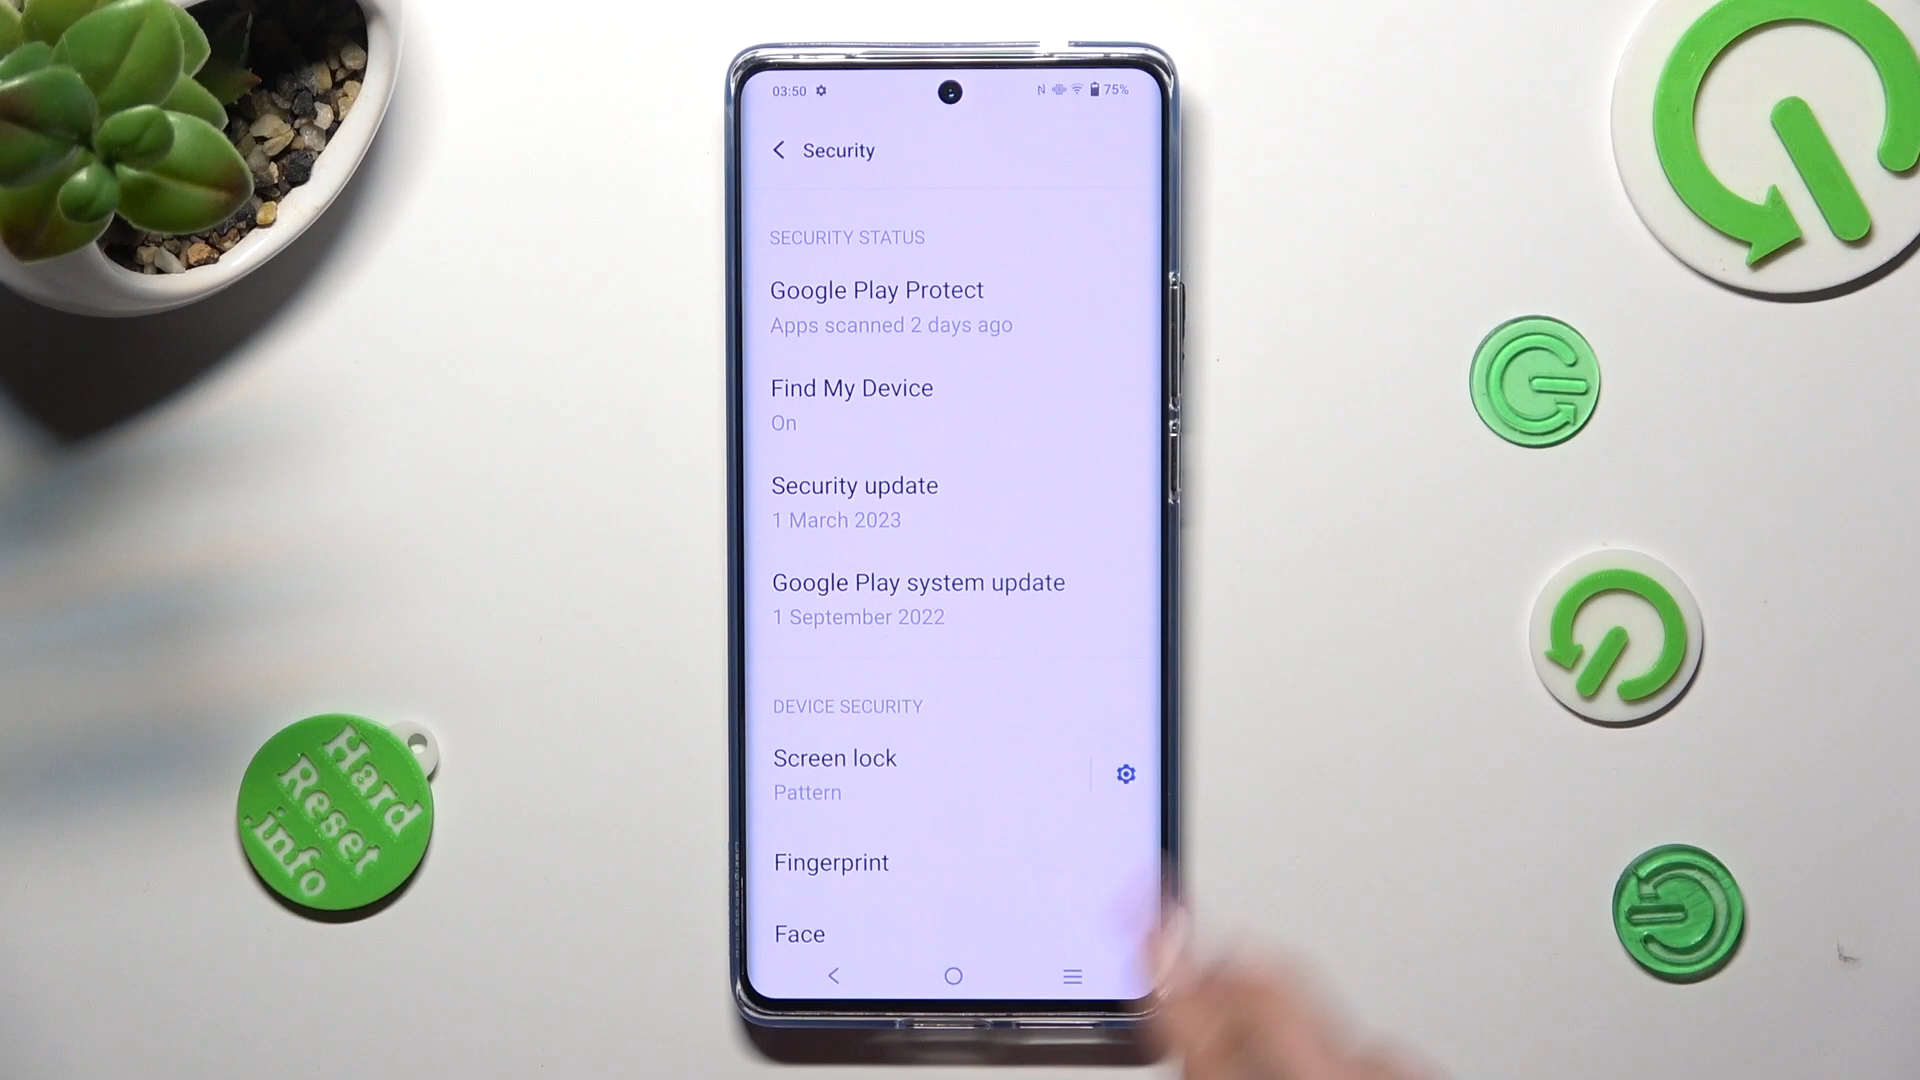 03:50
75%
Security
SECURITY STATUS
Google Play Protect
Apps scanned 2 days ago
Find My Device
On
Security update
1 March 2023
Google Play system update
1 September 2022
DEVICE SECURITY
Screen lock
Pattern
Fingerprint
Face
Hard
Reset
.info